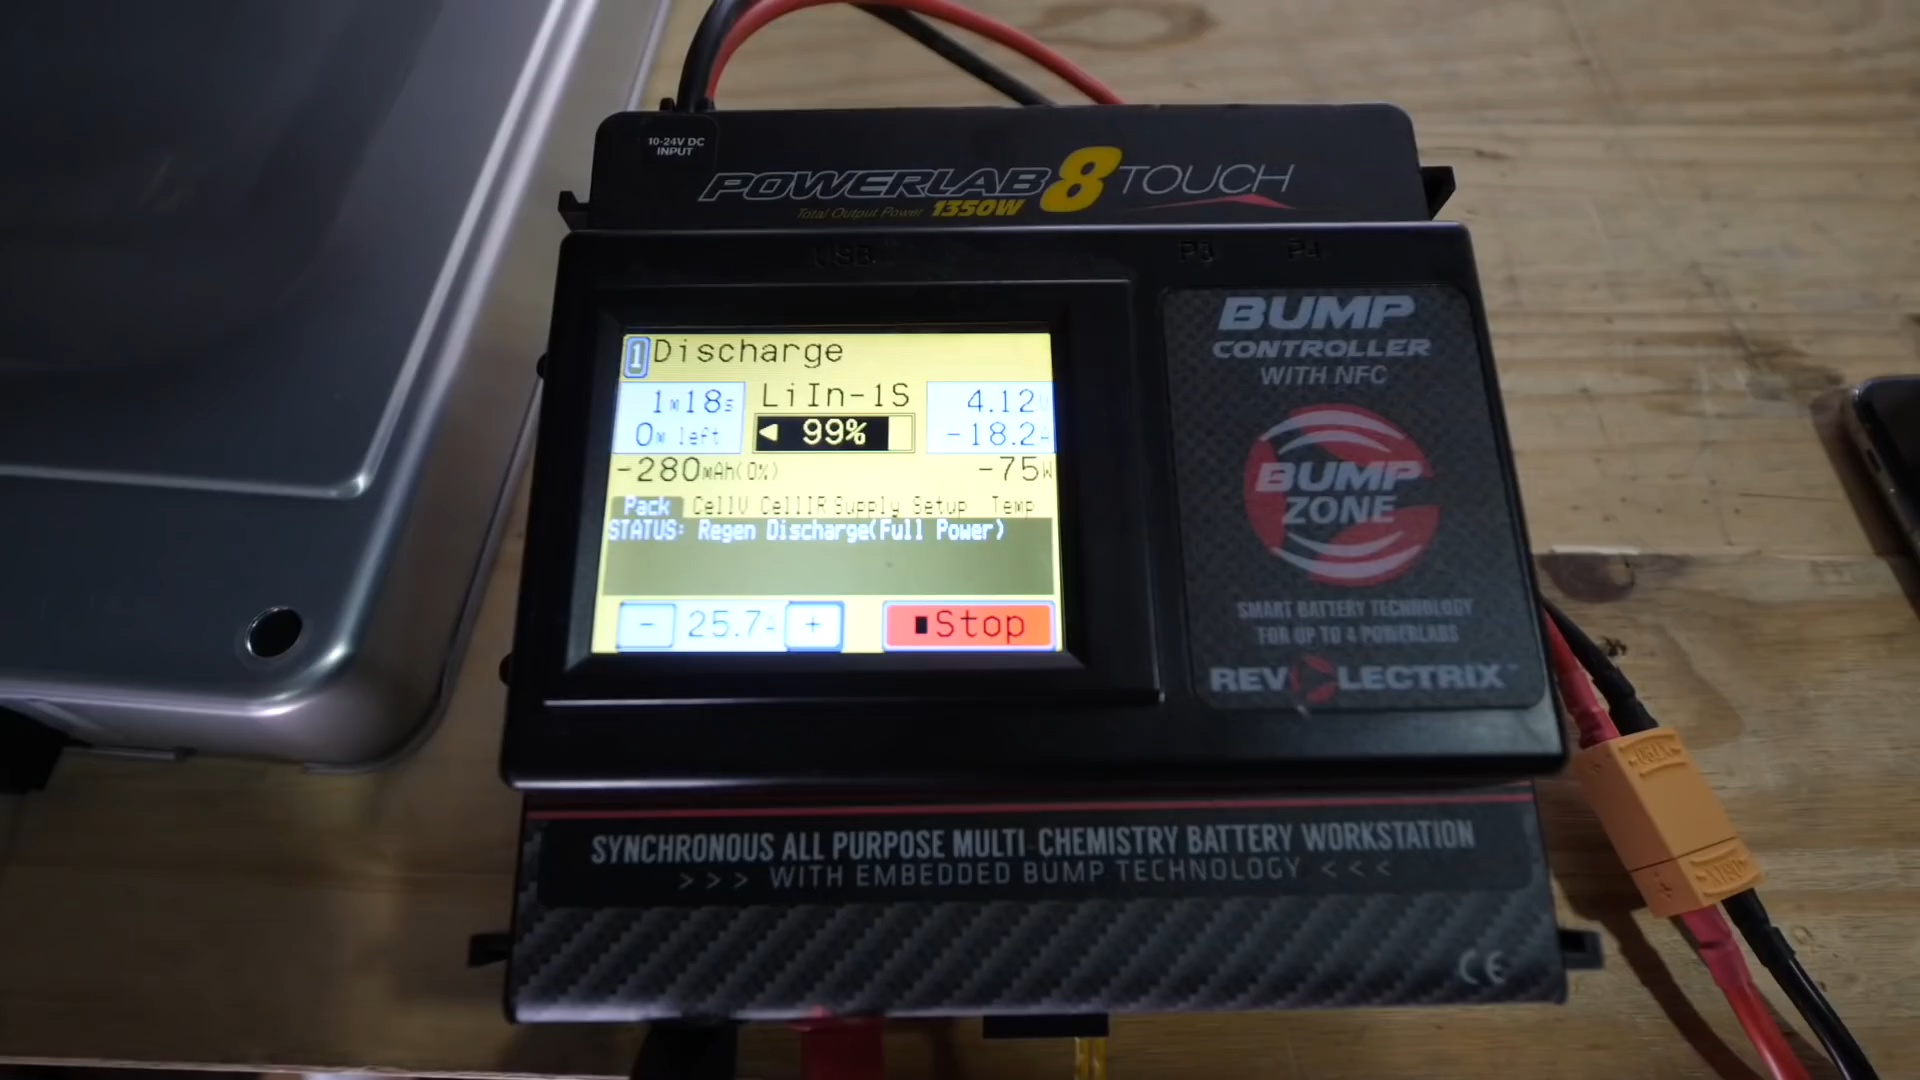 10-24V DC
INPUT
POWERLAB 8 TOUCH
Total Output Power 1350W
USB P3 P4
1 Discharge
1M18s LiIn-1S 4.12V
0M left 99% -18.2A
-280mAh(0%) -75W
Pack CellV CellIR Supply Setup Temp
STATUS: Regen Discharge(Full Power)
- 25.7A + Stop
BUMP
CONTROLLER
WITH NFC
BUMP
ZONE
SMART BATTERY TECHNOLOGY
FOR UP TO 4 POWERLABS
REVOLECTRIX™
SYNCHRONOUS ALL PURPOSE MULTI CHEMISTRY BATTERY WORKSTATION
>>> WITH EMBEDDED BUMP TECHNOLOGY <<<
CE